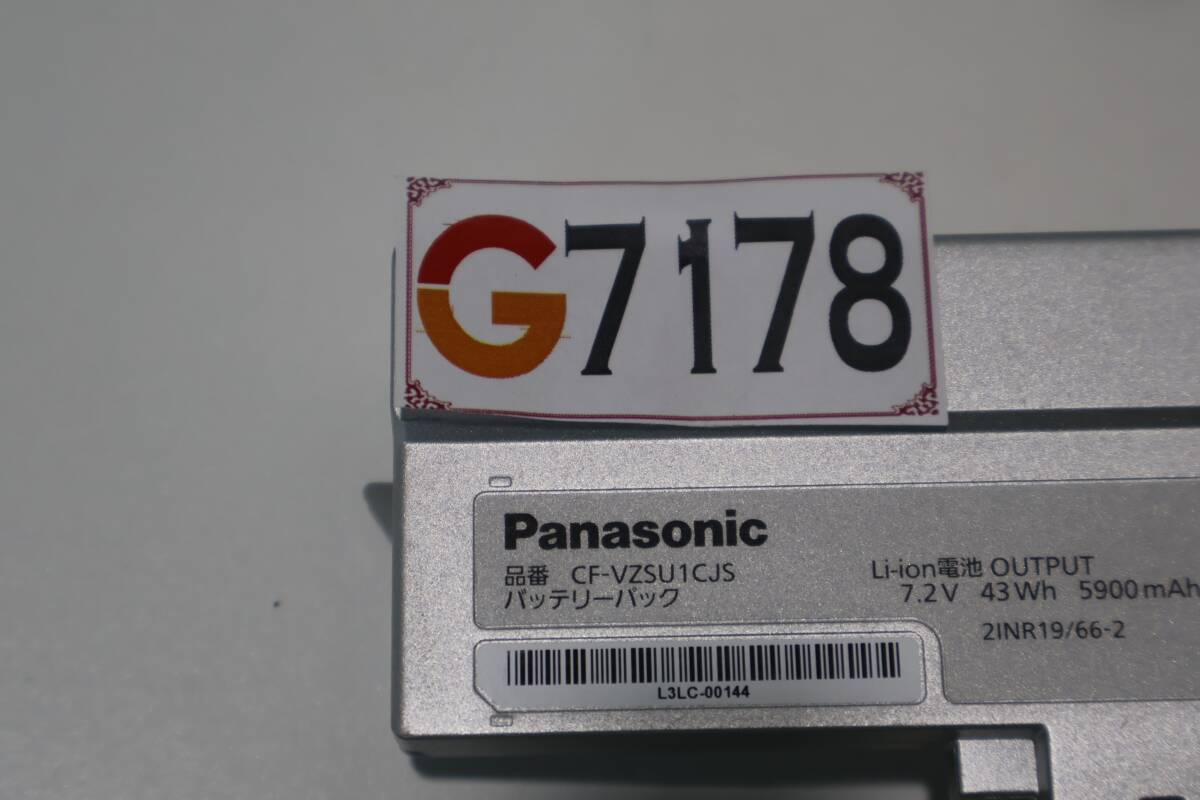 G7178
Panasonic
品番 CF-VZSU1CJS
バッテリーパック
Li-ion電池 OUTPUT
7.2V 43Wh 5900mAh
2INR19/66-2
L3LC-00144